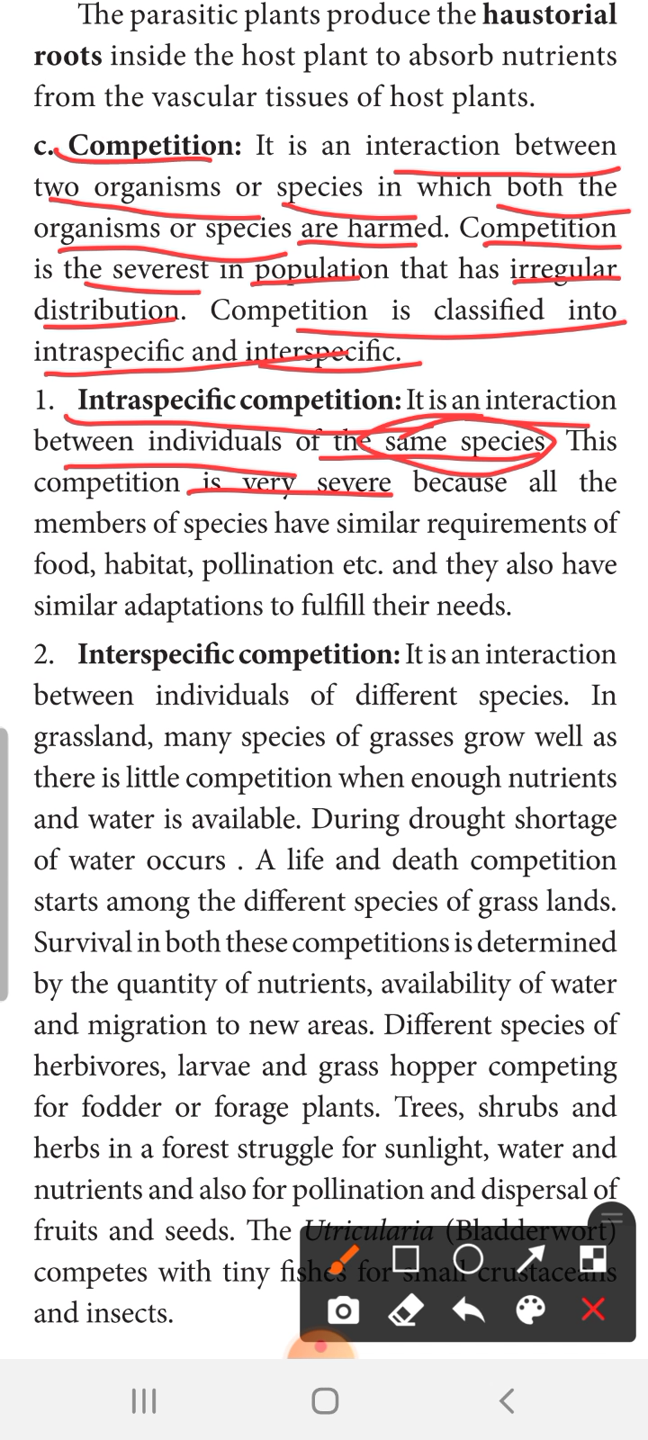 The parasitic plants produce the haustorial
roots inside the host plant to absorb nutrients
from the vascular tissues of host plants.
c. Competition: It is an interaction between
two organisms or species in which both the
organisms or species are harmed. Competition
is the severest in population that has irregular
distribution. Competition is classified into
intraspecific and interspecific.
1. Intraspecific competition: It is an interaction
between individuals of the same species. This
competition is very severe because all the
members of species have similar requirements of
food, habitat, pollination etc. and they also have
similar adaptations to fulfill their needs.
2. Interspecific competition: It is an interaction
between individuals of different species. In
grassland, many species of grasses grow well as
there is little competition when enough nutrients
and water is available. During drought shortage
of water occurs . A life and death competition
starts among the different species of grass lands.
Survival in both these competitions is determined
by the quantity of nutrients, availability of water
and migration to new areas. Different species of
herbivores, larvae and grass hopper competing
for fodder or forage plants. Trees, shrubs and
herbs in a forest struggle for sunlight, water and
nutrients and also for pollination and dispersal of
fruits and seeds. The Utricularia (Bladderwort)
competes with tiny fishes for small crustaceans
and insects.